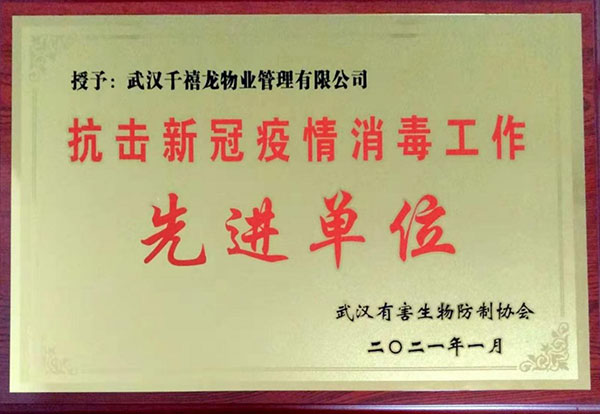 授予：武汉千禧龙物业管理有限公司
抗击新冠疫情消毒工作
先进单位
武汉有害生物防制协会
二〇二一年一月